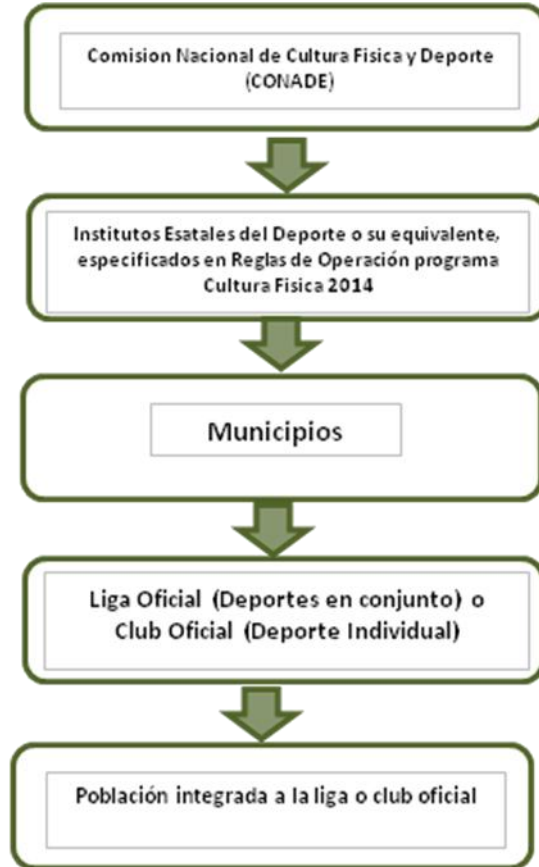 Comision Nacional de Cultura Fisica y Deporte
(CONADE)
Institutos Esatales del Deporte o su equivalente,
especificados en Reglas de Operación programa
Cultura Fisica 2014
Municipios
Liga Oficial (Deportes en conjunto) o
Club Oficial (Deporte Individual)
Población integrada a la liga o club oficial